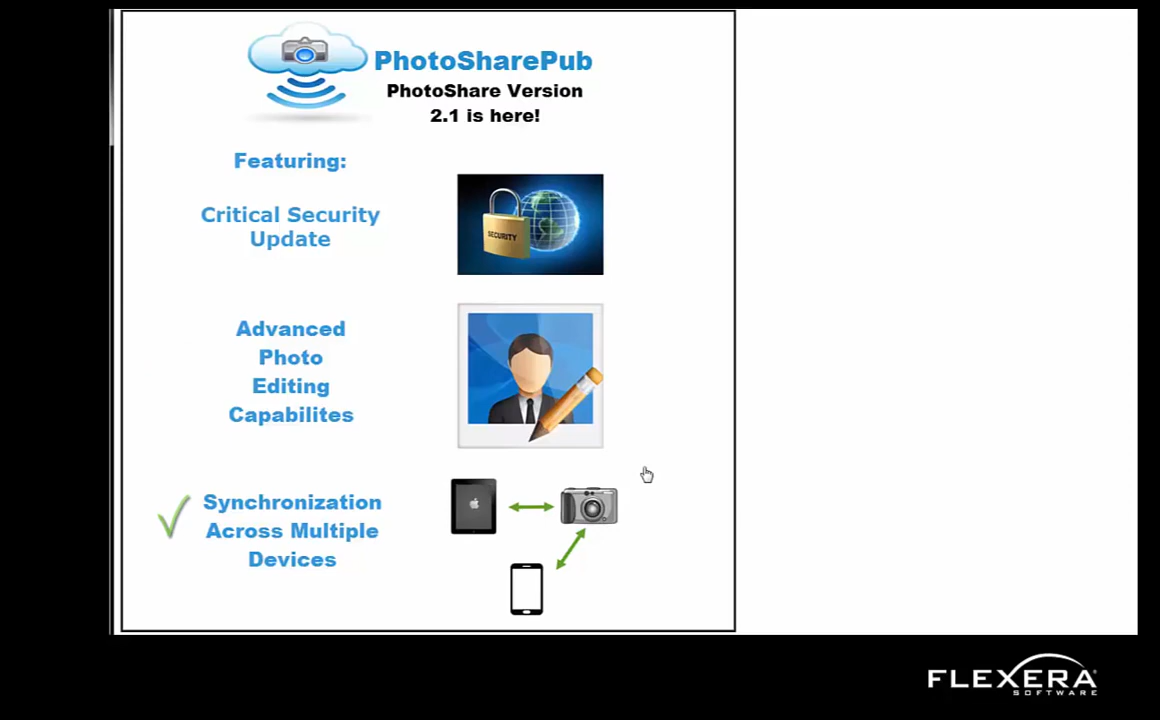 PhotoSharePub
PhotoShare Version
2.1 is here!
Featuring:
Critical Security
Update
SECURITY
Advanced
Photo
Editing
Capabilites
Synchronization
Across Multiple
Devices
FLEXERA
SOFTWARE